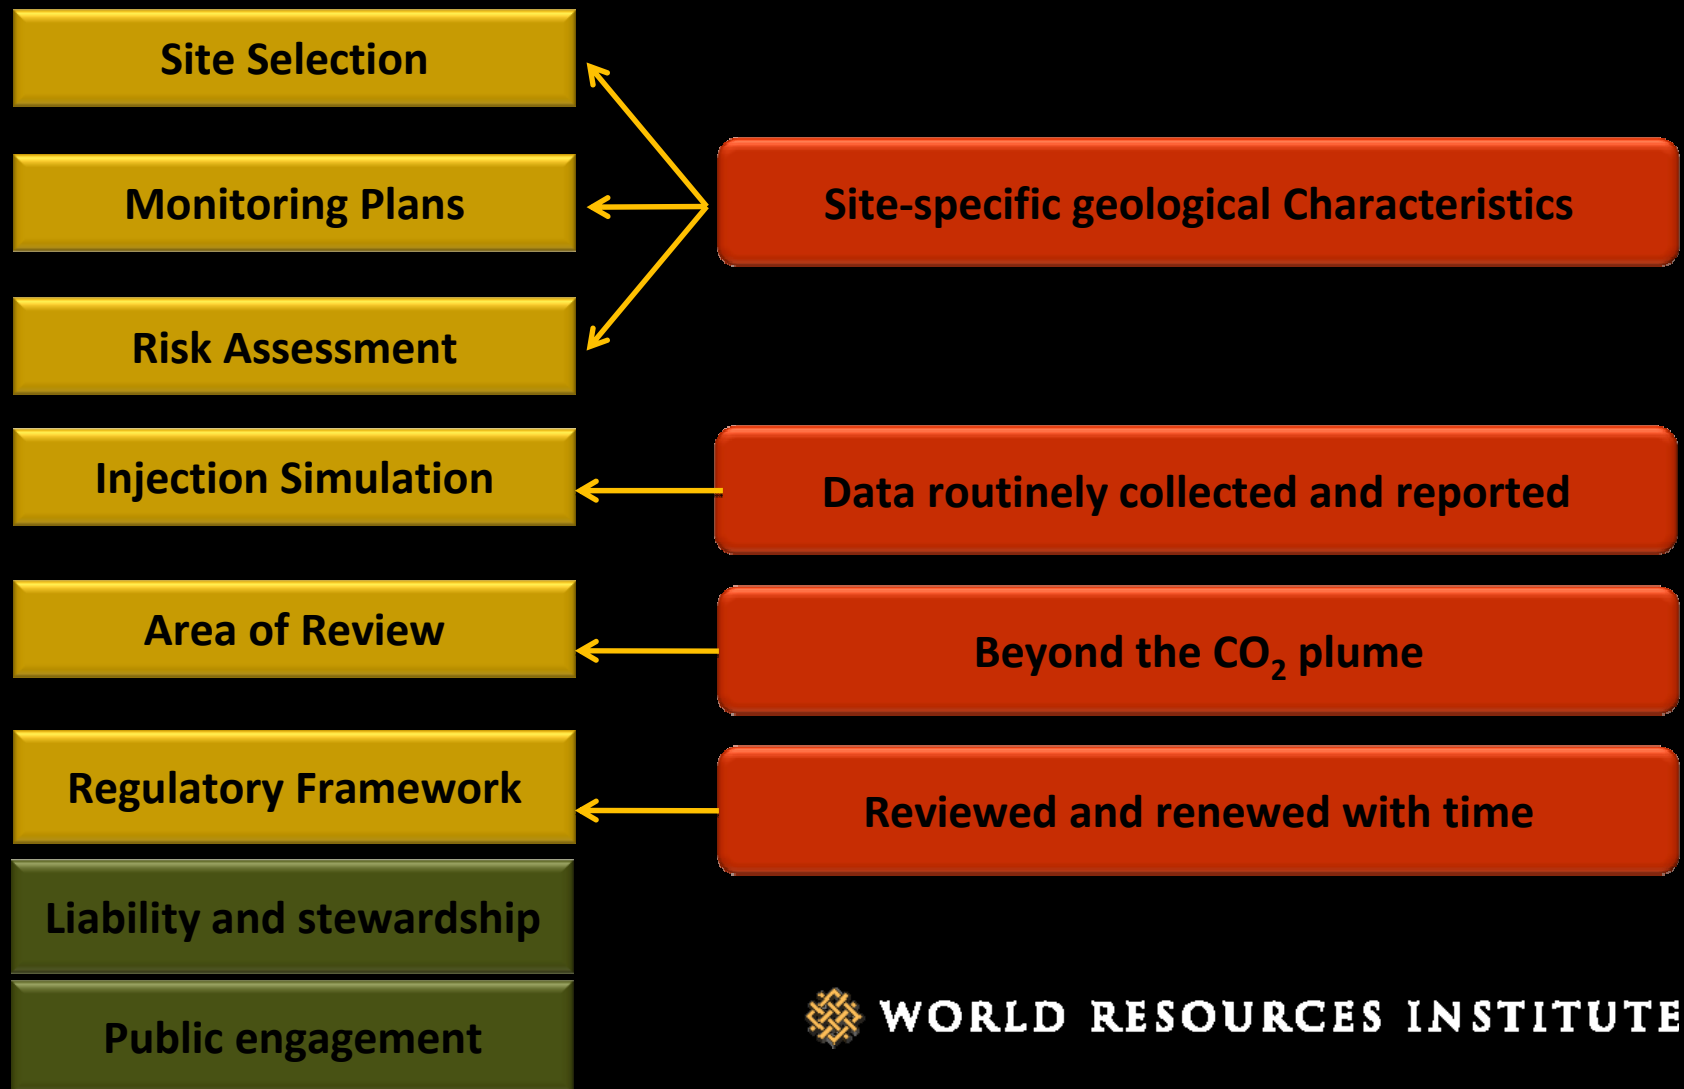 Site Selection
Monitoring Plans
Site-specific geological Characteristics
Risk Assessment
Injection Simulation
Data routinely collected and reported
Area of Review
Beyond the CO₂ plume
Regulatory Framework
Reviewed and renewed with time
Liability and stewardship
Public engagement
WORLD RESOURCES INSTITUTE